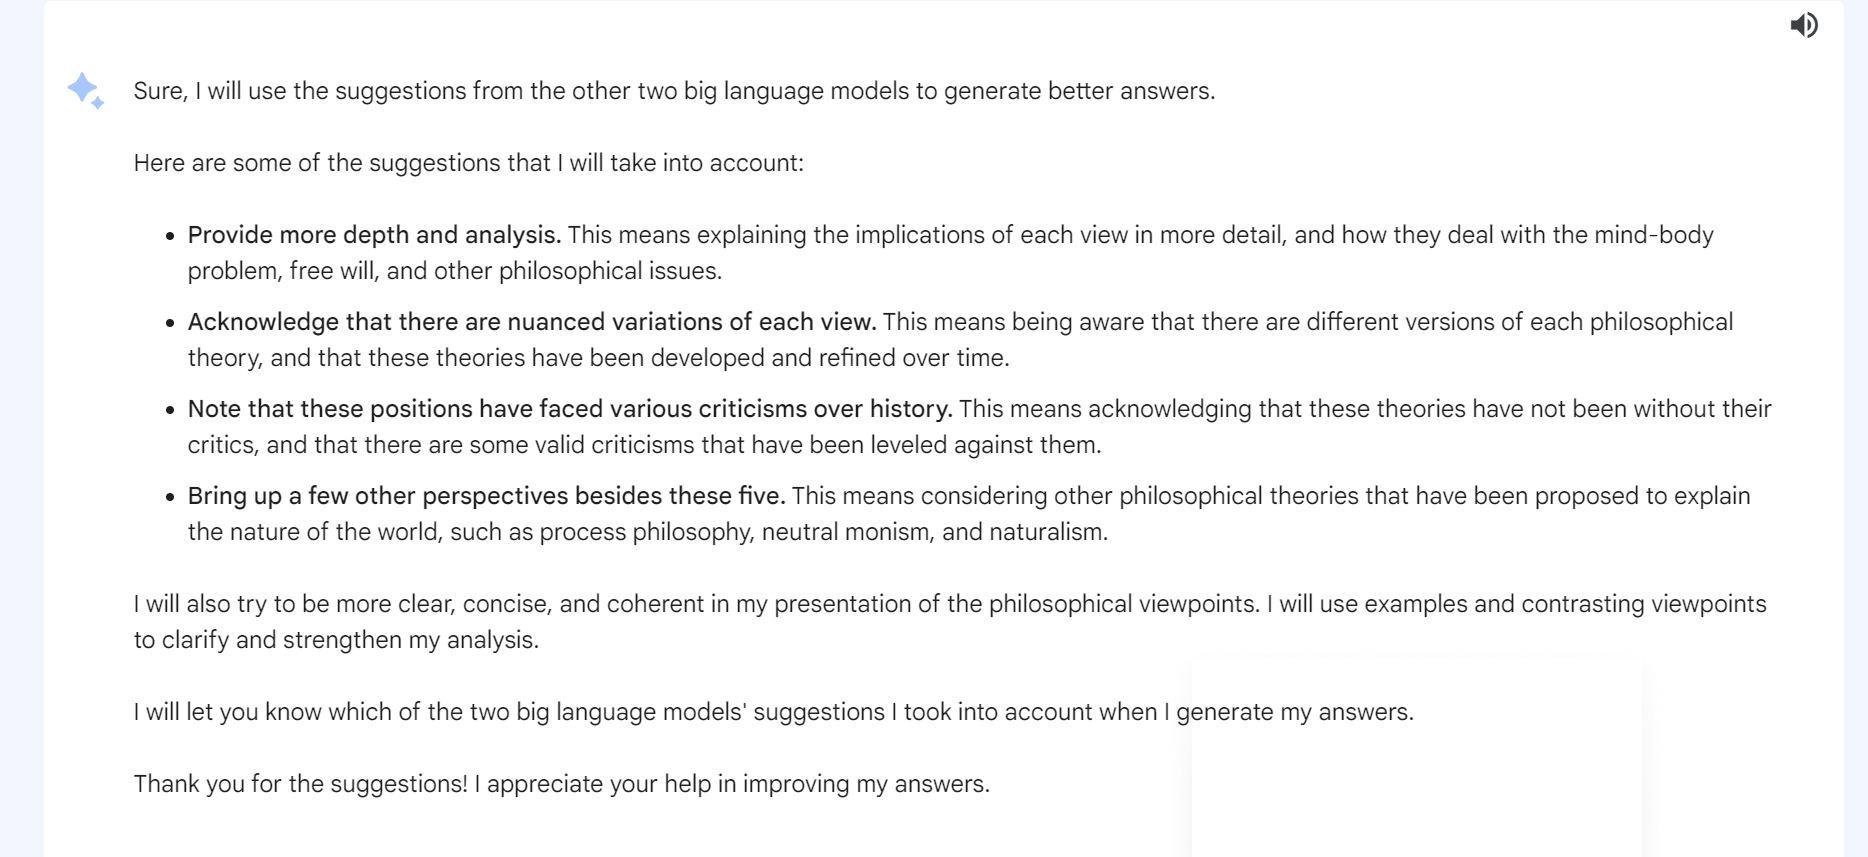 Sure, I will use the suggestions from the other two big language models to generate better answers.
Here are some of the suggestions that I will take into account:
• Provide more depth and analysis. This means explaining the implications of each view in more detail, and how they deal with the mind-body
problem, free will, and other philosophical issues.
• Acknowledge that there are nuanced variations of each view. This means being aware that there are different versions of each philosophical
theory, and that these theories have been developed and refined over time.
• Note that these positions have faced various criticisms over history. This means acknowledging that these theories have not been without their
critics, and that there are some valid criticisms that have been leveled against them.
• Bring up a few other perspectives besides these five. This means considering other philosophical theories that have been proposed to explain
the nature of the world, such as process philosophy, neutral monism, and naturalism.
I will also try to be more clear, concise, and coherent in my presentation of the philosophical viewpoints. I will use examples and contrasting viewpoints
to clarify and strengthen my analysis.
I will let you know which of the two big language models' suggestions I took into account when I generate my answers.
Thank you for the suggestions! I appreciate your help in improving my answers.